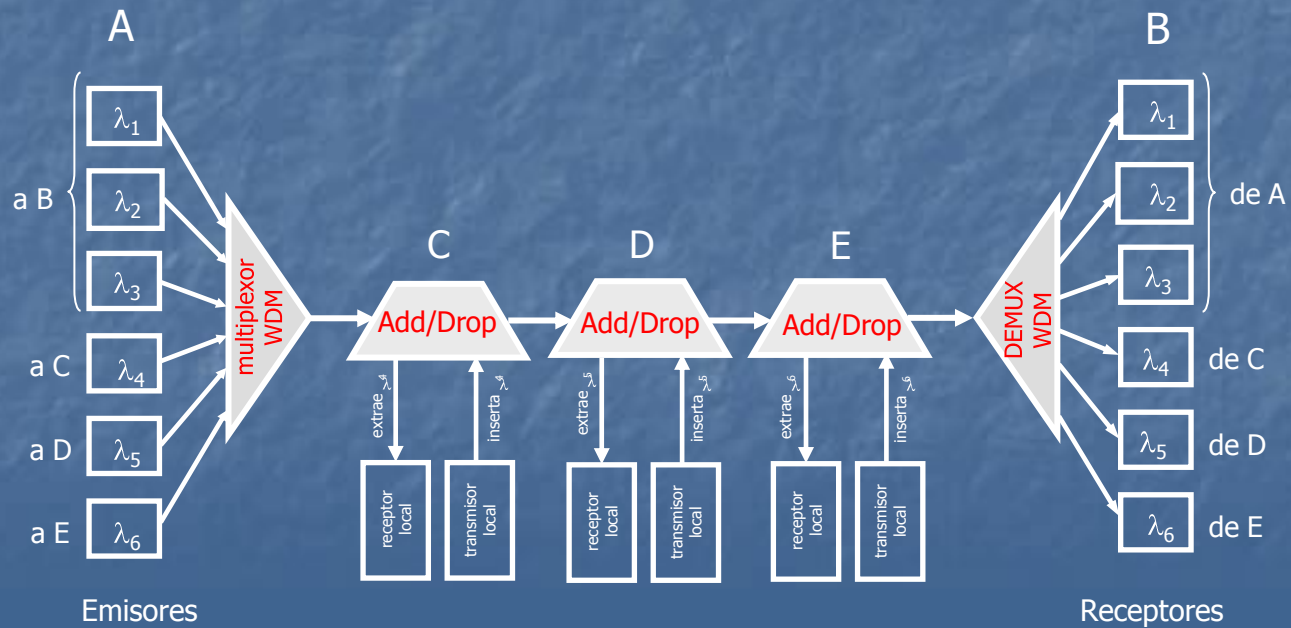 A
B
λ1
λ2
λ3
λ4
λ5
λ6
a B
a C
a D
a E
Emisores
multiplexor
WDM
C
Add/Drop
extrae λ4
inserta λ4
receptor
local
transmisor
local
D
Add/Drop
extrae λ5
inserta λ5
receptor
local
transmisor
local
E
Add/Drop
extrae λ6
inserta λ6
receptor
local
transmisor
local
DEMUX
WDM
λ1
λ2
λ3
λ4
λ5
λ6
de A
de C
de D
de E
Receptores